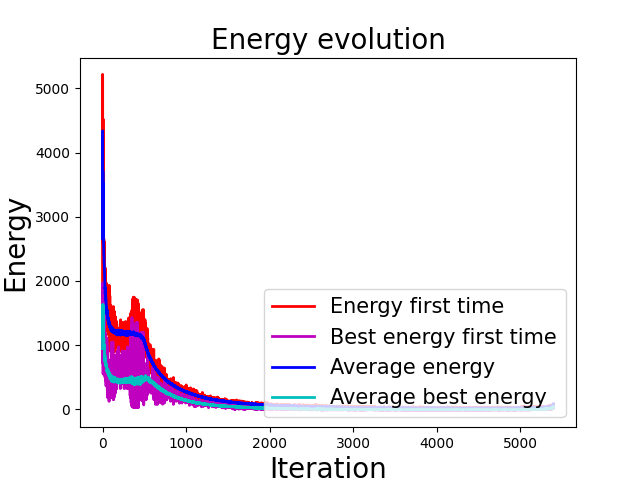 Energy evolution
Energy
5000
4000
3000
2000
1000
0
Energy first time
Best energy first time
Average energy
Average best energy
0 1000 2000 3000 4000 5000
Iteration